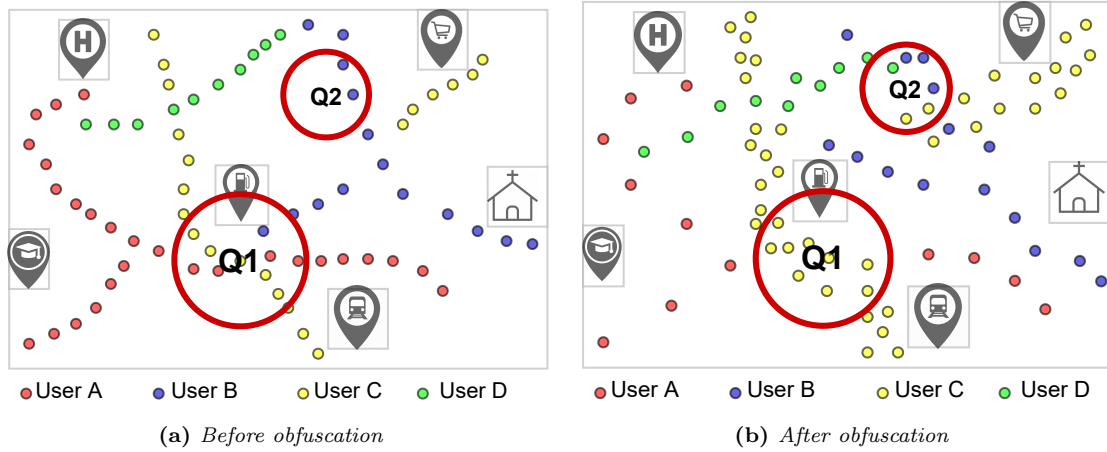 H
Q2
Q1
User A
User B
User C
User D
(a) Before obfuscation
H
Q2
Q1
User A
User B
User C
User D
(b) After obfuscation